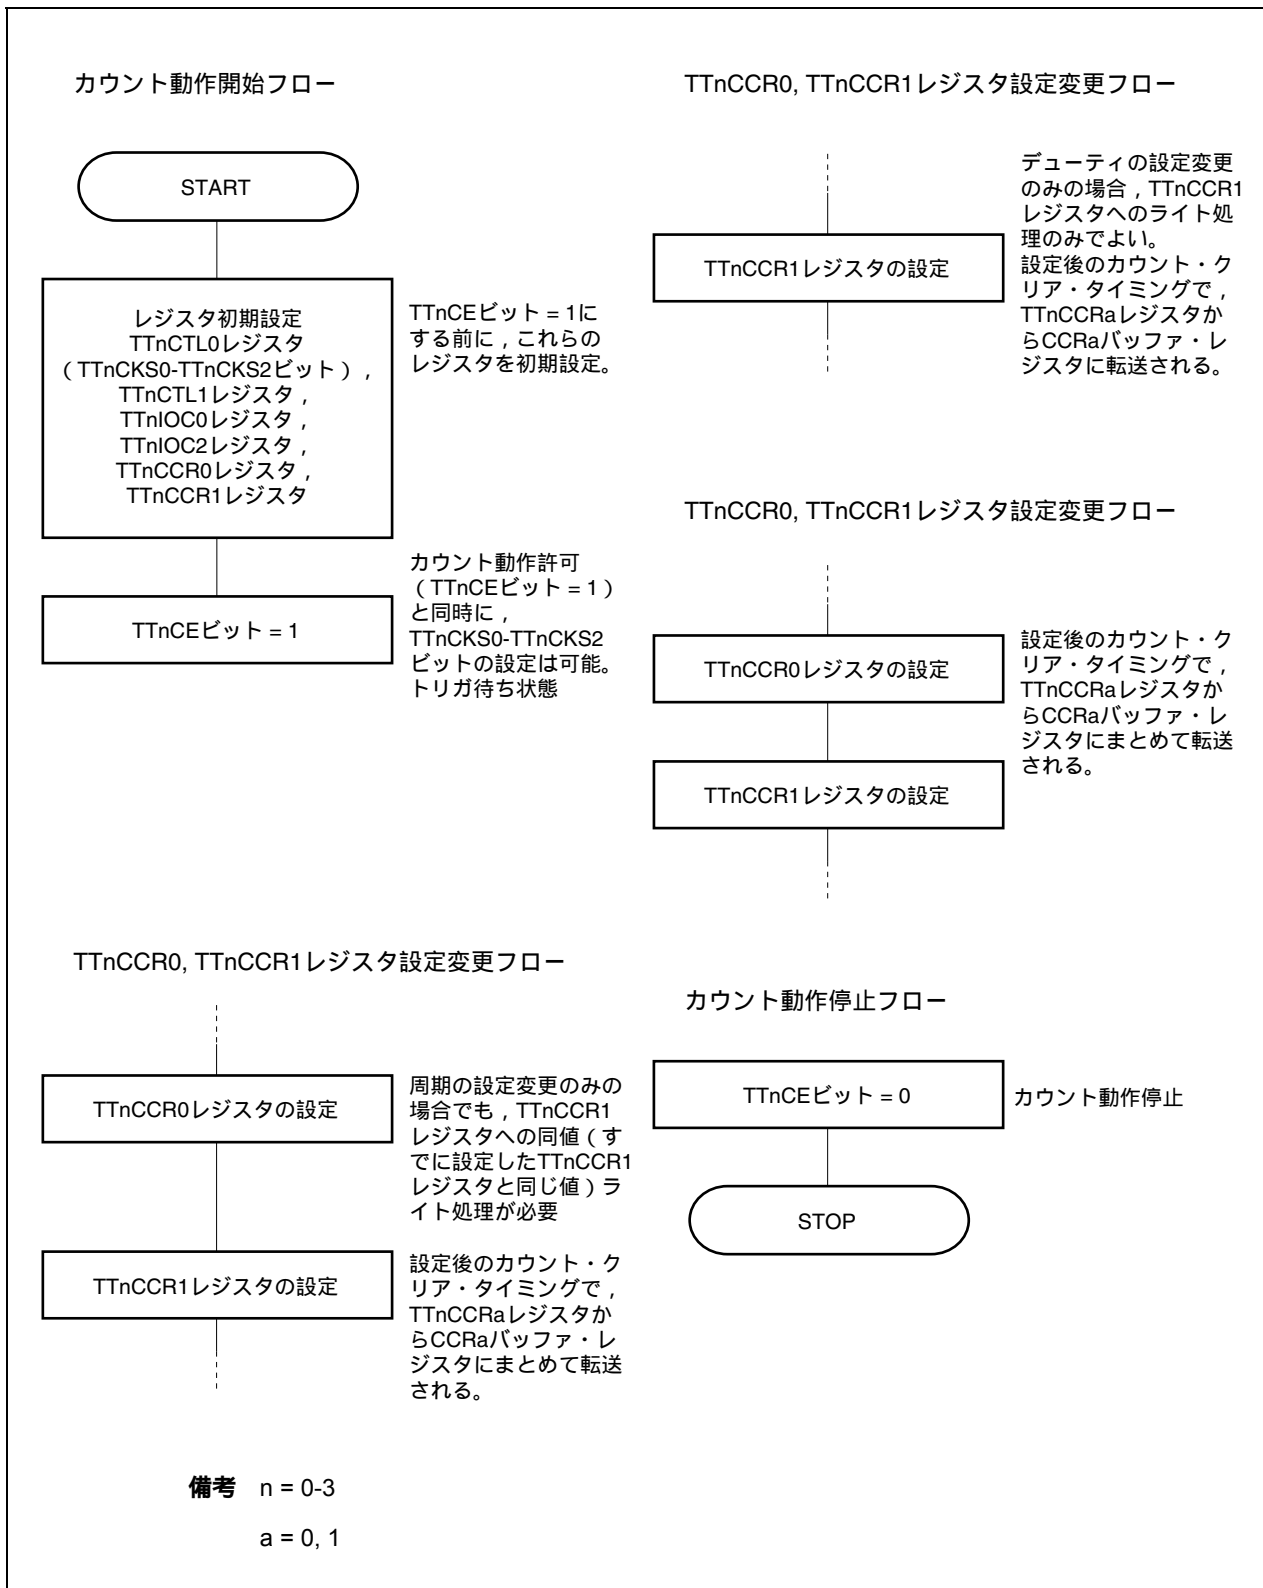 カウント動作開始フロー
START
レジスタ初期設定
TTnCTL0レジスタ
（TTnCKS0-TTnCKS2ビット），
TTnCTL1レジスタ，
TTnIOC0レジスタ，
TTnIOC2レジスタ，
TTnCCR0レジスタ，
TTnCCR1レジスタ
TTnCEビット = 1に
する前に，これらの
レジスタを初期設定。
TTnCEビット = 1
カウント動作許可
（TTnCEビット = 1）
と同時に，
TTnCKS0-TTnCKS2
ビットの設定は可能。
トリガ待ち状態
TTnCCR0, TTnCCR1レジスタ設定変更フロー
TTnCCR0レジスタの設定
周期の設定変更のみの
場合でも，TTnCCR1
レジスタへの同値（す
でに設定したTTnCCR1
レジスタと同じ値）ラ
イト処理が必要
TTnCCR1レジスタの設定
設定後のカウント・ク
リア・タイミングで，
TTnCCRaレジスタか
らCCRaバッファ・レ
ジスタにまとめて転送
される。
TTnCCR0, TTnCCR1レジスタ設定変更フロー
TTnCCR1レジスタの設定
デューティの設定変更
のみの場合，TTnCCR1
レジスタへのライト処
理のみでよい。
設定後のカウント・ク
リア・タイミングで，
TTnCCRaレジスタか
らCCRaバッファ・レ
ジスタに転送される。
TTnCCR0, TTnCCR1レジスタ設定変更フロー
TTnCCR0レジスタの設定
設定後のカウント・ク
リア・タイミングで，
TTnCCRaレジスタか
らCCRaバッファ・レ
ジスタにまとめて転送
される。
TTnCCR1レジスタの設定
カウント動作停止フロー
TTnCEビット = 0
カウント動作停止
STOP
備考 n = 0-3
a = 0, 1